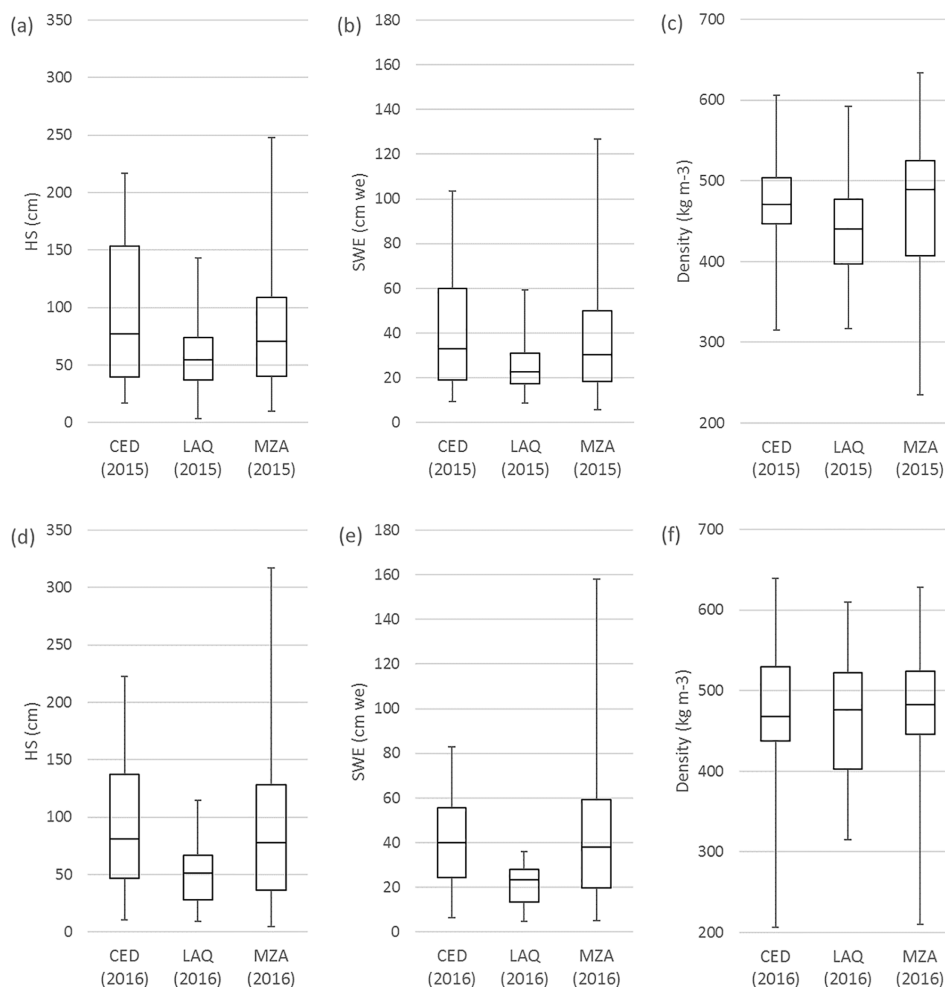 (a)
HS (cm)
350
300
250
200
150
100
50
0
CED LAQ MZA
(2015) (2015) (2015)
(b)
SWE (cm we)
180
160
140
120
100
80
60
40
20
0
CED LAQ MZA
(2015) (2015) (2015)
(c)
Density (kg m-3)
700
600
500
400
300
200
CED LAQ MZA
(2015) (2015) (2015)
(d)
HS (cm)
350
300
250
200
150
100
50
0
CED LAQ MZA
(2016) (2016) (2016)
(e)
SWE (cm we)
180
160
140
120
100
80
60
40
20
0
CED LAQ MZA
(2016) (2016) (2016)
(f)
Density (kg m-3)
700
600
500
400
300
200
CED LAQ MZA
(2016) (2016) (2016)